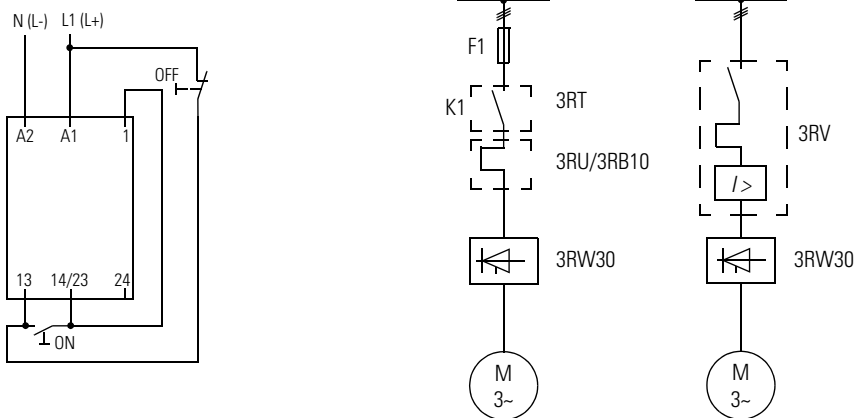 N (L-) L1 (L+)
OFF
A2 A1 1
13 14/23 24
ON
F1
K1 3RT
3RU/3RB10
3RW30
M
3~
3RV
I >
3RW30
M
3~